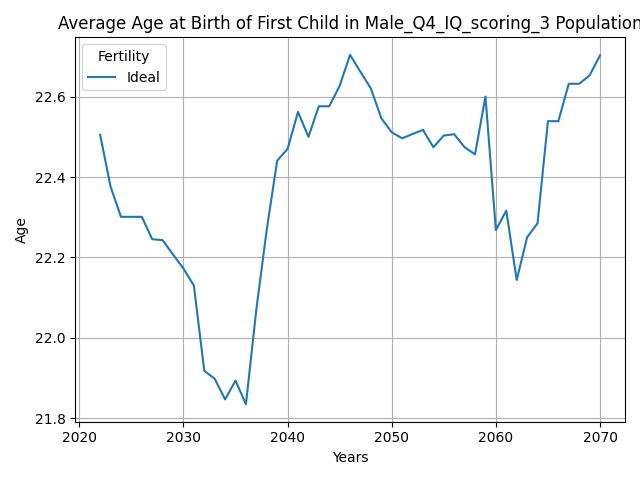 Average Age at Birth of First Child in Male_Q4_IQ_scoring_3 Population
Fertility
Ideal
22.6
22.4
22.2
22.0
21.8
Age
2020 2030 2040 2050 2060 2070
Years